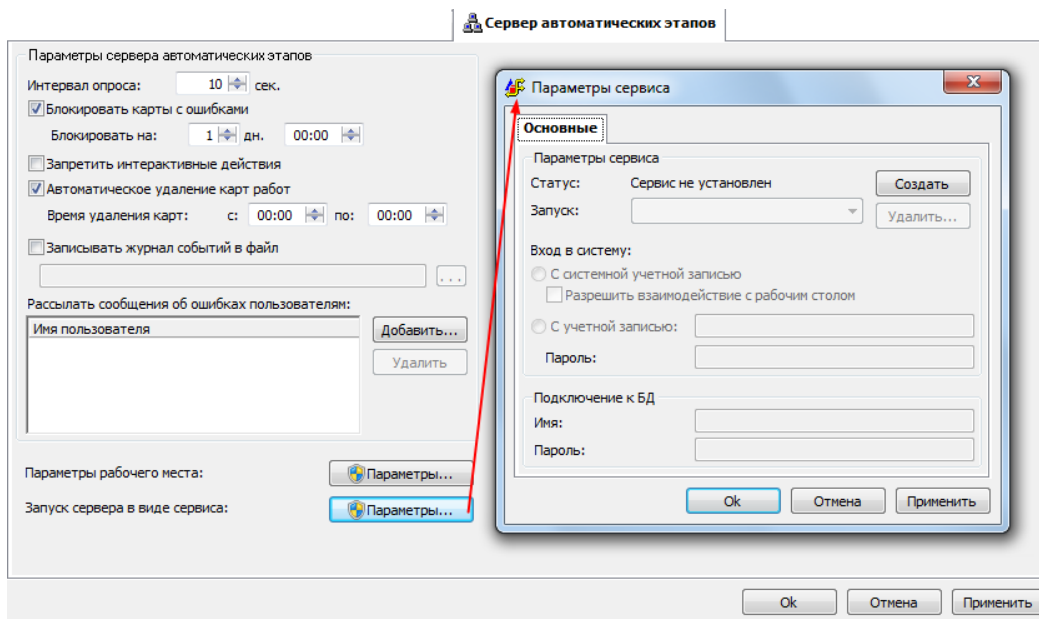 Сервер автоматических этапов
Параметры сервера автоматических этапов
Интервал опроса: 10 сек.
Блокировать карты с ошибками
Блокировать на: 1 дн. 00:00
Запретить интерактивные действия
Автоматическое удаление карт работ
Время удаления карт: с: 00:00 по: 00:00
Записывать журнал событий в файл
...
Рассылать сообщения об ошибках пользователям:
Имя пользователя
Добавить...
Удалить
Параметры рабочего места: Параметры...
Запуск сервера в виде сервиса: Параметры...
Параметры сервиса
Основные
Параметры сервиса
Статус: Сервис не установлен Создать
Запуск: Удалить...
Вход в систему:
С системной учетной записью
Разрешить взаимодействие с рабочим столом
С учетной записью:
Пароль:
Подключение к БД
Имя:
Пароль:
Ok Отмена Применить
Ok Отмена Применить